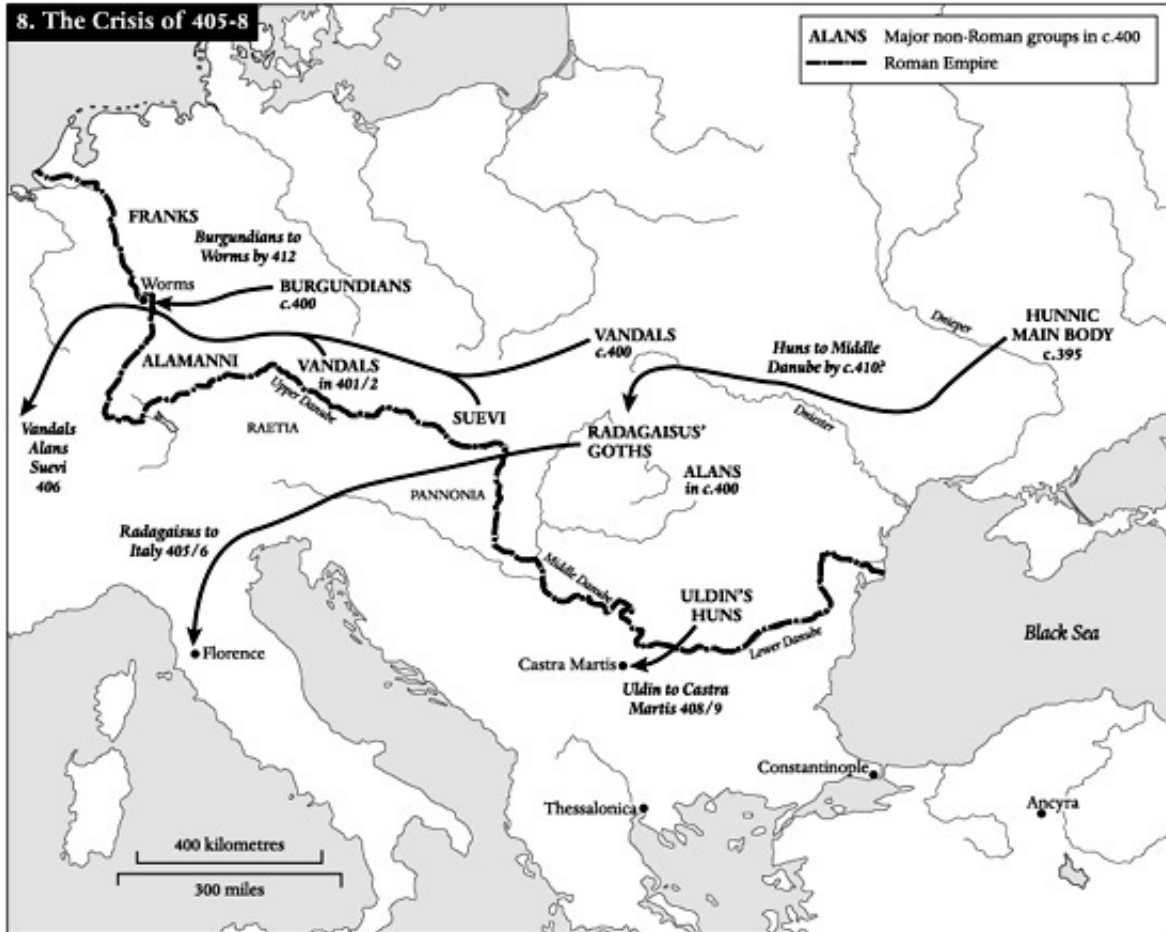 8. The Crisis of 405-8
ALANS Major non-Roman groups in c.400
Roman Empire
FRANKS
Burgundians to
Worms by 412
Worms
BURGUNDIANS
c.400
HUNNIC
MAIN BODY
c.395
Dnieper
VANDALS
c.400
Huns to Middle
Danube by c.410?
ALAMANNI
VANDALS
in 401/2
Upper Danube
SUEVI
Dniester
RAETIA
RADAGAISUS'
GOTHS
Vandals
Alans
Suevi
406
ALANS
in c.400
PANNONIA
Radagaisus to
Italy 405/6
Middle Danube
ULDIN'S
HUNS
Lower Danube
Black Sea
Florence
Castra Martis
Uldin to Castra
Martis 408/9
Constantinople
Thessalonica
Ancyra
400 kilometres
300 miles